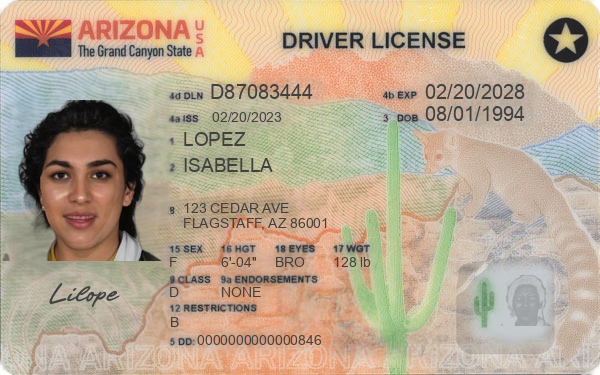 ARIZONA USA
The Grand Canyon State
DRIVER LICENSE
4d DLN D87083444
4b EXP 02/20/2028
4a ISS 02/20/2023
3 DOB 08/01/1994
1 LOPEZ
2 ISABELLA
8 123 CEDAR AVE
FLAGSTAFF, AZ 86001
15 SEX 16 HGT 18 EYES 17 WGT
F 6'-04" BRO 128 lb
9 CLASS 9a ENDORSEMENTS
D NONE
12 RESTRICTIONS
B
5 DD: 0000000000000846
Lilope
ARIZONA ARIZONA ARIZONA ARIZONA